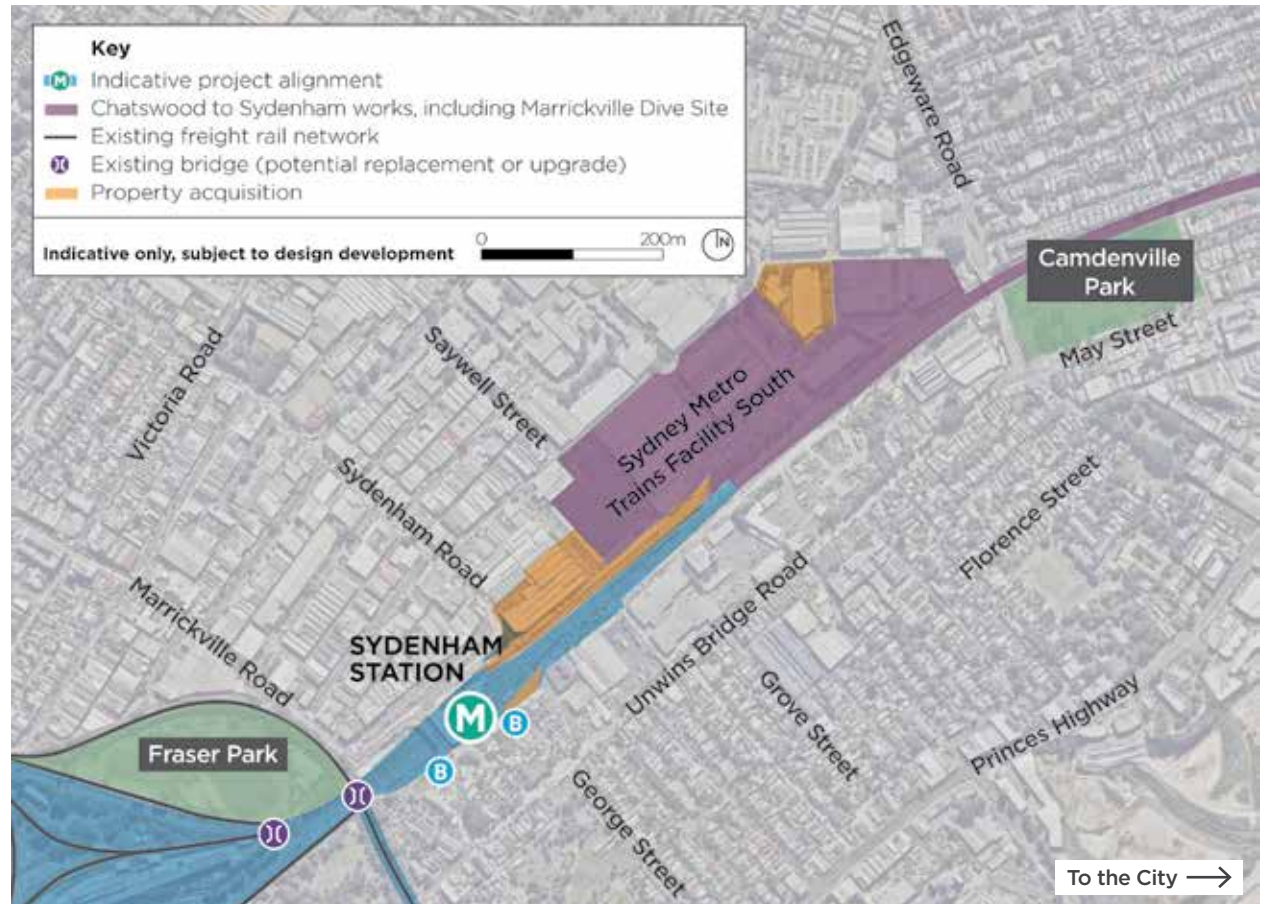 Key
M Indicative project alignment
Chatswood to Sydenham works, including Marrickville Dive Site
Existing freight rail network
Existing bridge (potential replacement or upgrade)
Property acquisition
Indicative only, subject to design development
0 200m N
Edgeware Road
Camdenville
Park
May Street
Victoria Road
Saywell Street
Sydney Metro
Trains Facility South
Sydenham Road
Florence Street
Marrickville Road
SYDENHAM
STATION
Unwins Bridge Road
M
B
B
Grove Street
Princes Highway
Fraser Park
George Street
To the City →